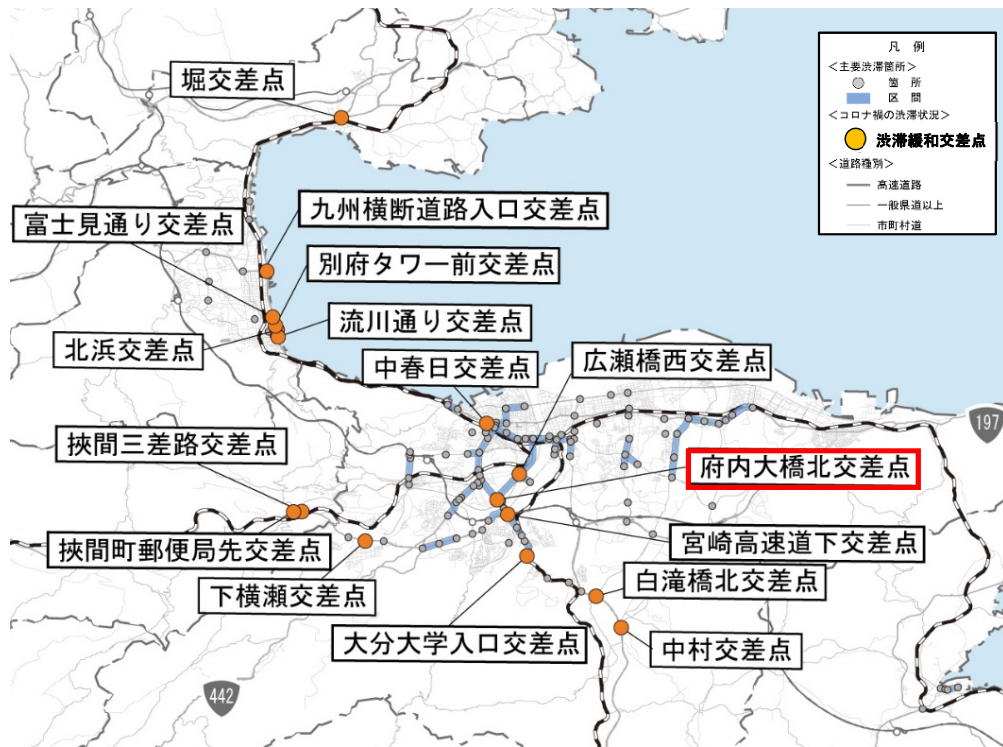 凡 例
＜主要渋滞箇所＞
箇 所
区 間
＜コロナ禍の渋滞状況＞
渋滞緩和交差点
＜道路種別＞
高速道路
一般県道以上
市町村道
堀交差点
九州横断道路入口交差点
富士見通り交差点
別府タワー前交差点
流川通り交差点
北浜交差点
中春日交差点
広瀬橋西交差点
197
挾間三差路交差点
府内大橋北交差点
挾間町郵便局先交差点
宮崎高速道下交差点
下横瀬交差点
白滝橋北交差点
大分大学入口交差点
中村交差点
442